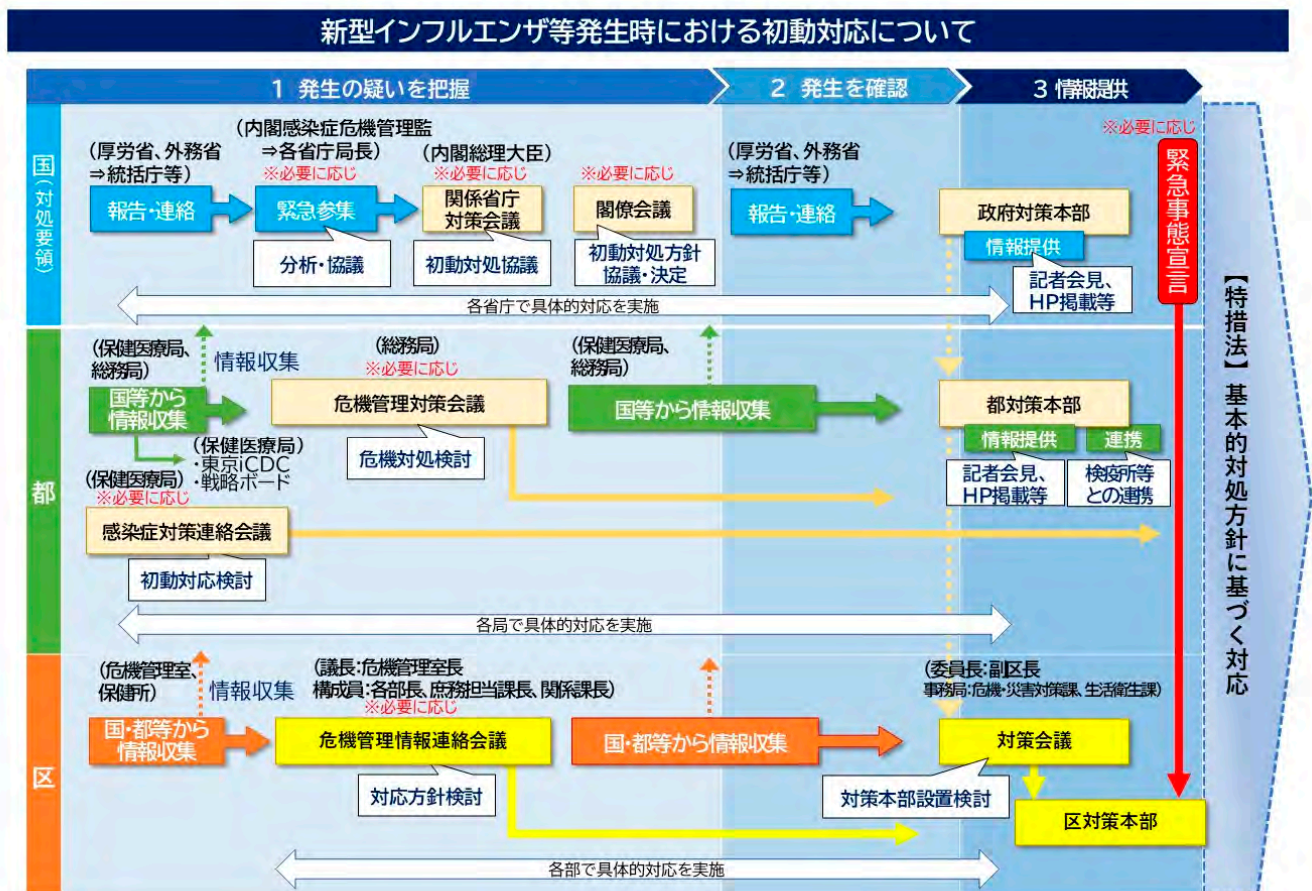 新型インフルエンザ等発生時における初動対応について
1 発生の疑いを把握
2 発生を確認
3 情報提供
国(対処要領)
(厚労省、外務省
⇒統括庁等)
報告・連絡
(内閣感染症危機管理監
⇒各省庁局長)
※必要に応じ
緊急参集
分析・協議
(内閣総理大臣)
※必要に応じ
関係省庁
対策会議
初動対処協議
※必要に応じ
閣僚会議
初動対処方針
協議・決定
(厚労省、外務省
⇒統括庁等)
報告・連絡
政府対策本部
情報提供
記者会見、
HP掲載等
※必要に応じ
緊急事態宣言
各省庁で具体的対応を実施
【特措法】基本的対処方針に基づく対応
都
(保健医療局、
総務局)
情報収集
国等から
情報収集
(保健医療局)
・東京iCDC
・戦略ボード
(総務局)
※必要に応じ
危機管理対策会議
危機対処検討
(保健医療局、
総務局)
国等から情報収集
都対策本部
情報提供
連携
記者会見、
HP掲載等
検疫所等
との連携
(保健医療局)
※必要に応じ
感染症対策連絡会議
初動対応検討
各局で具体的対応を実施
区
(危機管理室、
保健所)
情報収集
国・都等から
情報収集
(議長:危機管理室長
構成員:各部長、庶務担当課長、関係課長)
※必要に応じ
危機管理情報連絡会議
対応方針検討
国・都等から情報収集
(委員長:副区長
事務局:危機・災害対策課、生活衛生課)
対策会議
対策本部設置検討
区対策本部
各部で具体的対応を実施